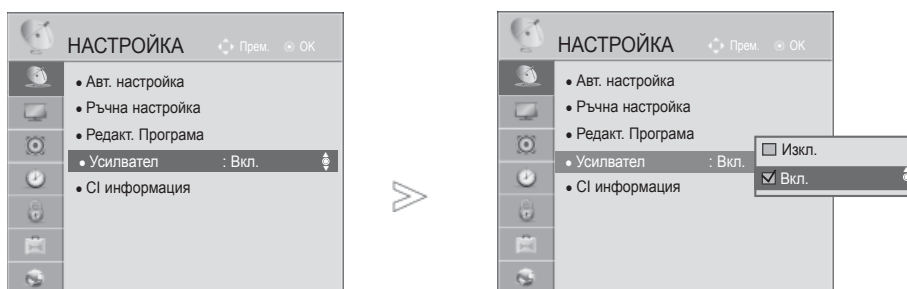 НАСТРОЙКА Прем. OK
• Авт. настройка
• Ръчна настройка
• Редакт. Програма
• Усилвател : Вкл.
• CI информация
НАСТРОЙКА Прем. OK
• Авт. настройка
• Ръчна настройка
• Редакт. Програма
• Усилвател : Вкл.
• CI информация
Изкл.
Вкл.